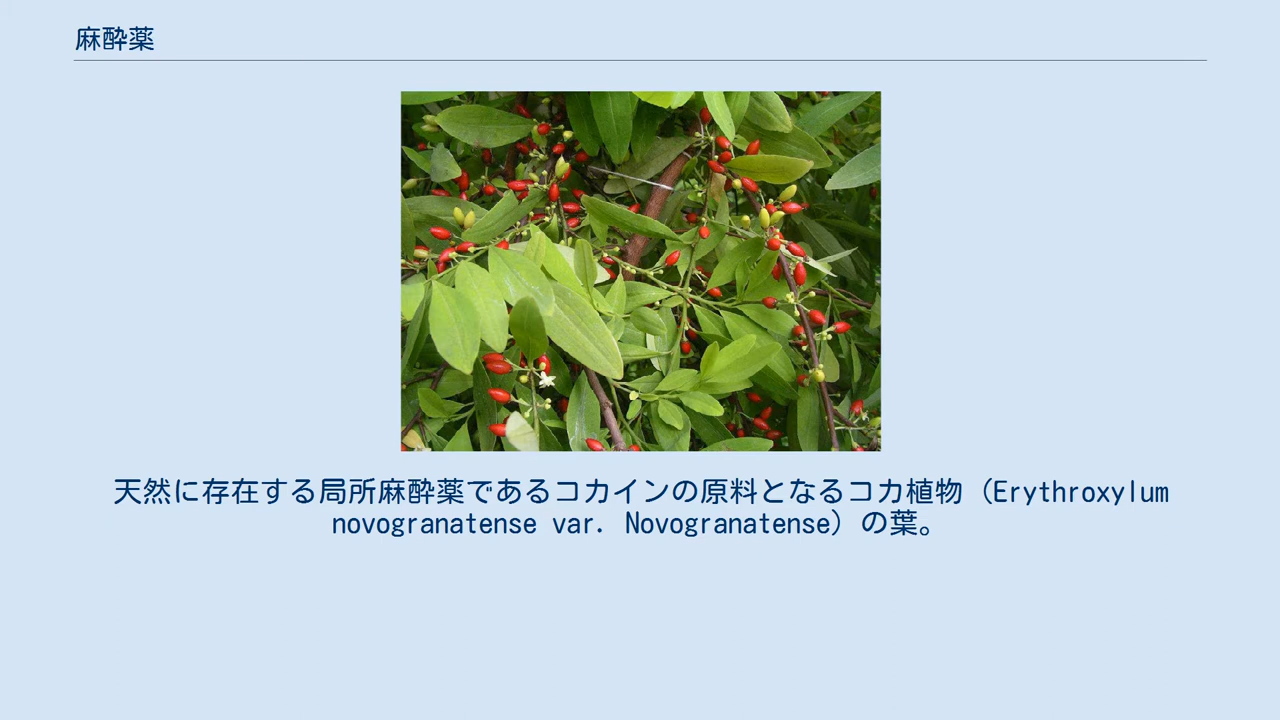 麻酔薬
天然に存在する局所麻酔薬であるコカインの原料となるコカ植物（Erythroxylum
novogranatense var. Novogranatense）の葉。